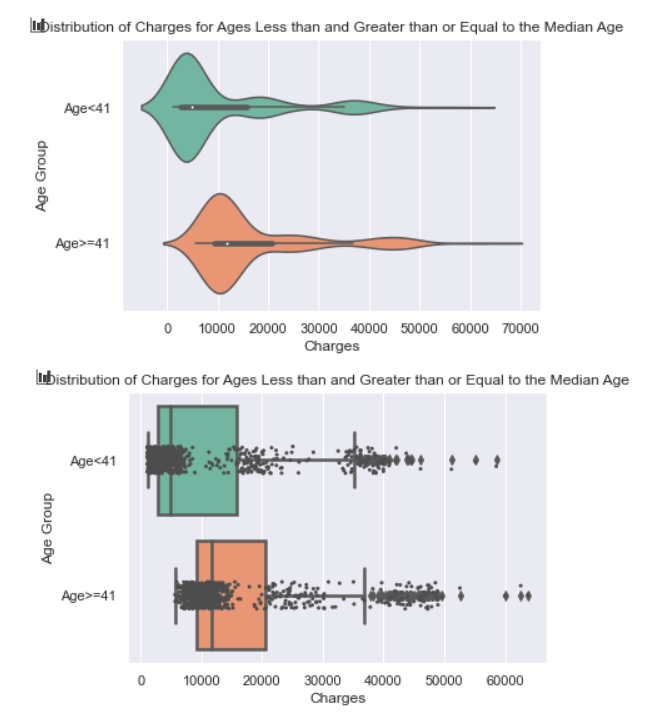 Distribution of Charges for Ages Less than and Greater than or Equal to the Median Age
Age<41
Age>=41
Age Group
0 10000 20000 30000 40000 50000 60000 70000
Charges
Distribution of Charges for Ages Less than and Greater than or Equal to the Median Age
Age<41
Age>=41
Age Group
0 10000 20000 30000 40000 50000 60000
Charges